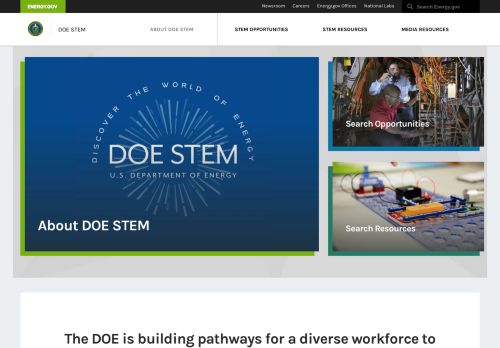 ENERGY.GOV
Newsroom Careers Energy.gov Offices National Labs Search Energy.gov
DOE STEM ABOUT DOE STEM STEM OPPORTUNITIES STEM RESOURCES MEDIA RESOURCES
DISCOVER THE WORLD OF ENERGY
DOE STEM
U.S. DEPARTMENT OF ENERGY
About DOE STEM
Search Opportunities
Search Resources
The DOE is building pathways for a diverse workforce to